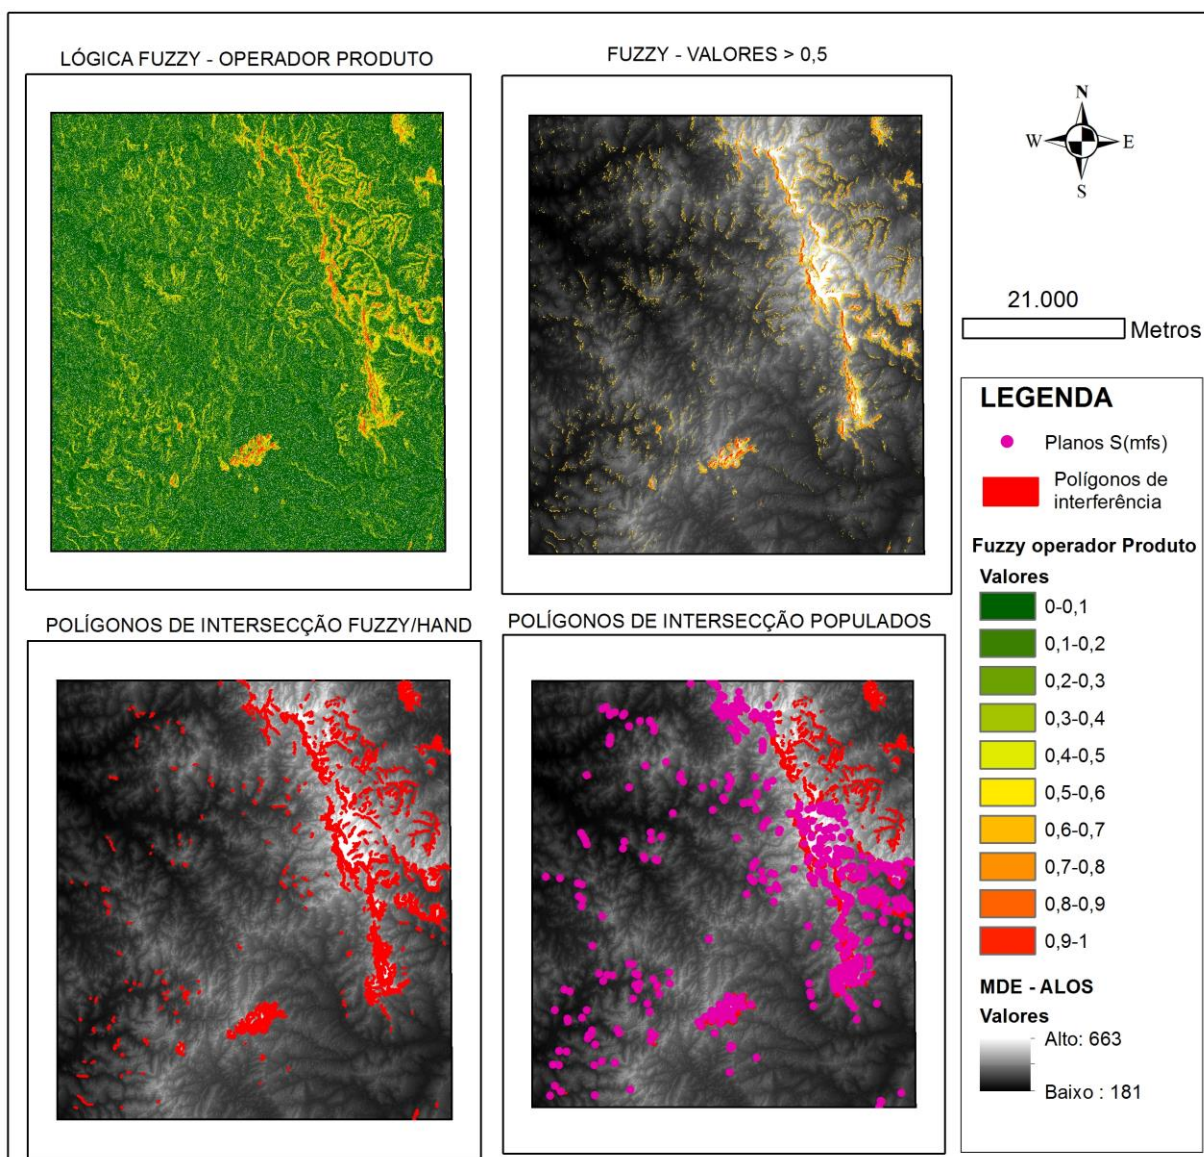 LÓGICA FUZZY - OPERADOR PRODUTO
FUZZY - VALORES > 0,5
N
W
E
S
21.000
Metros
POLÍGONOS DE INTERSECÇÃO FUZZY/HAND
POLÍGONOS DE INTERSECÇÃO POPULADOS
LEGENDA
Planos S(mfs)
Polígonos de
interferência
Fuzzy operador Produto
Valores
0-0,1
0,1-0,2
0,2-0,3
0,3-0,4
0,4-0,5
0,5-0,6
0,6-0,7
0,7-0,8
0,8-0,9
0,9-1
MDE - ALOS
Valores
Alto: 663
Baixo : 181